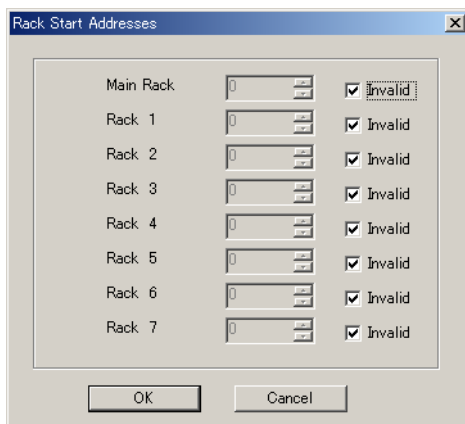 Rack Start Addresses
Main Rack 0 Invalid
Rack 1 0 Invalid
Rack 2 0 Invalid
Rack 3 0 Invalid
Rack 4 0 Invalid
Rack 5 0 Invalid
Rack 6 0 Invalid
Rack 7 0 Invalid
OK Cancel